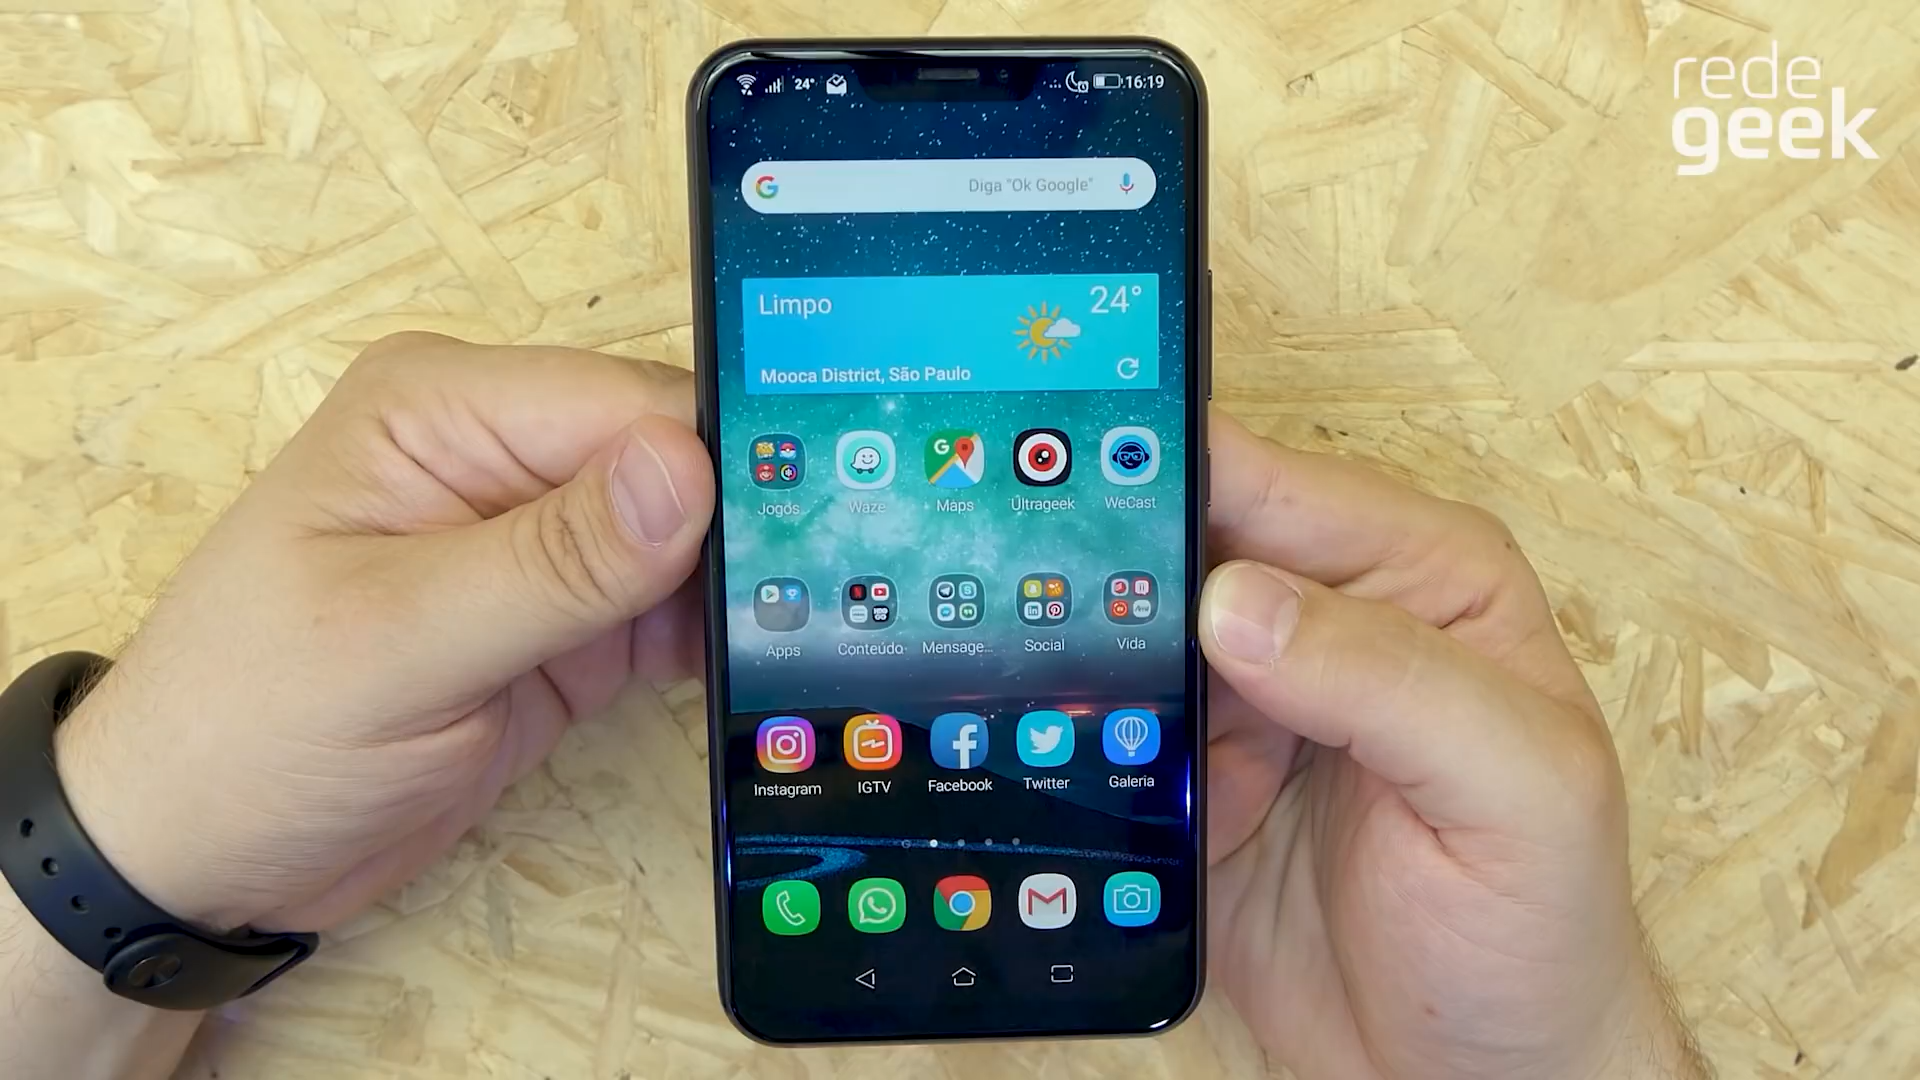 rede
geek
24°
16:19
G
Diga "Ok Google"
Limpo
24°
Mooca District, São Paulo
Jogos
Waze
Maps
Ultrageek
WeCast
Apps
Conteúdo
Mensage...
Social
Vida
Instagram
IGTV
Facebook
Twitter
Galeria